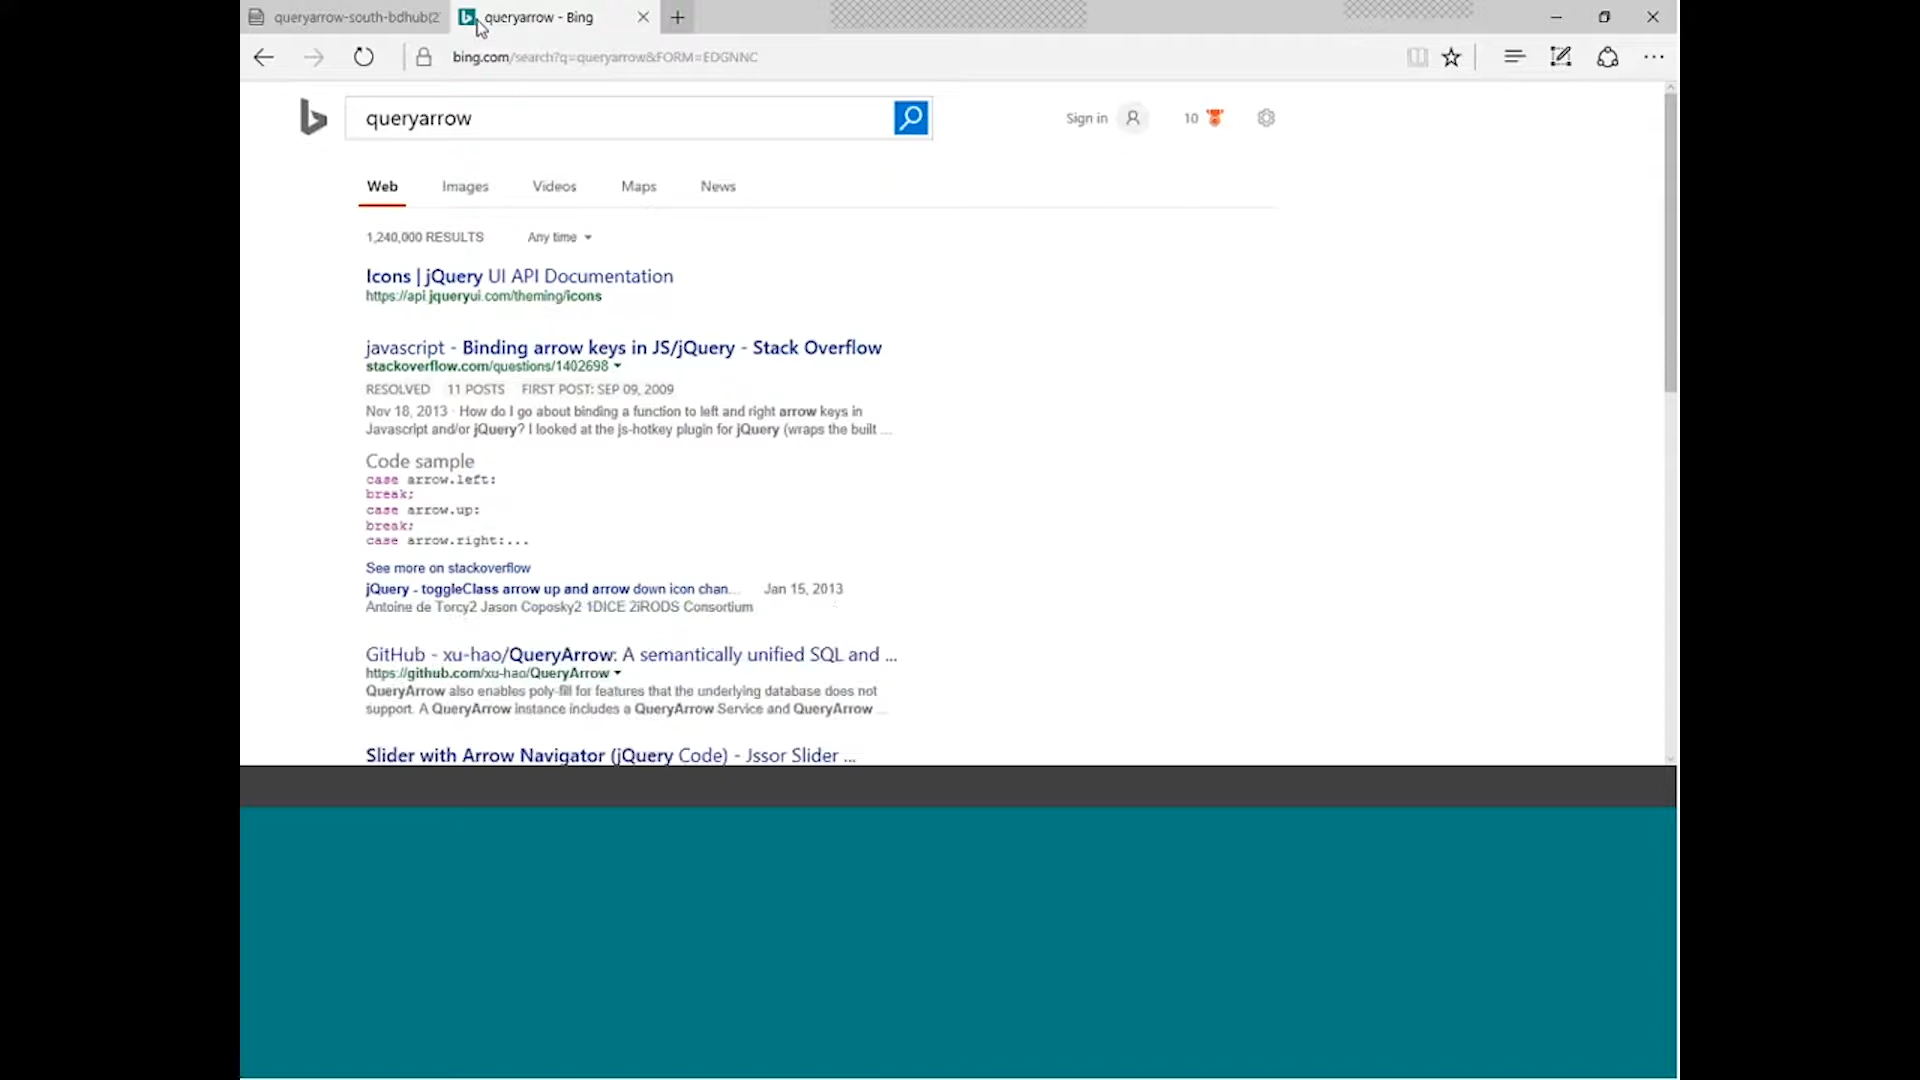 queryarrow-south-bdhub(2
queryarrow - Bing
bing.com/search?q=queryarrow&FORM=EDGNNC
queryarrow
Sign in
10
Web Images Videos Maps News
1,240,000 RESULTS Any time
Icons | jQuery UI API Documentation
https://api.jqueryui.com/theming/icons
javascript - Binding arrow keys in JS/jQuery - Stack Overflow
stackoverflow.com/questions/1402698
RESOLVED 11 POSTS FIRST POST: SEP 09, 2009
Nov 18, 2013 · How do I go about binding a function to left and right arrow keys in
Javascript and/or jQuery? I looked at the js-hotkey plugin for jQuery (wraps the built ...
Code sample
case arrow.left:
break;
case arrow.up:
break;
case arrow.right:...
See more on stackoverflow
jQuery - toggleClass arrow up and arrow down icon chan... Jan 15, 2013
Antoine de Torcy2 Jason Coposky2 1DICE 2iRODS Consortium
GitHub - xu-hao/QueryArrow: A semantically unified SQL and ...
https://github.com/xu-hao/QueryArrow
QueryArrow also enables poly-fill for features that the underlying database does not
support. A QueryArrow instance includes a QueryArrow Service and QueryArrow ...
Slider with Arrow Navigator (jQuery Code) - Jssor Slider ...